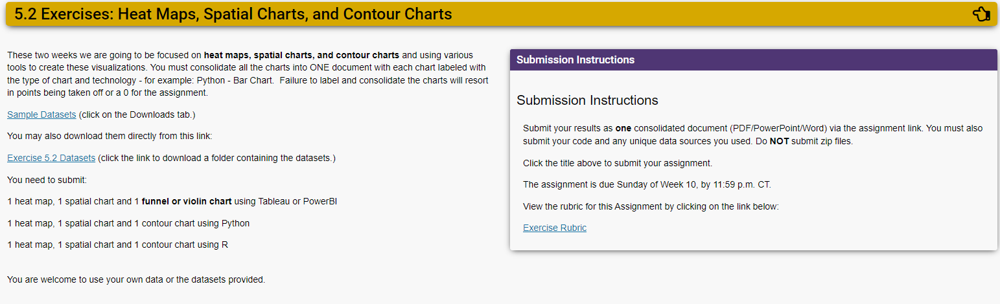 5.2 Exercises: Heat Maps, Spatial Charts, and Contour Charts
These two weeks we are going to be focused on heat maps, spatial charts, and contour charts and using various
tools to create these visualizations. You must consolidate all the charts into ONE document with each chart labeled with
the type of chart and technology - for example: Python - Bar Chart.  Failure to label and consolidate the charts will resort
in points being taken off or a 0 for the assignment.
Sample Datasets (click on the Downloads tab.)
You may also download them directly from this link:
Exercise 5.2 Datasets (click the link to download a folder containing the datasets.)
You need to submit:
1 heat map, 1 spatial chart and 1 funnel or violin chart using Tableau or PowerBI
1 heat map, 1 spatial chart and 1 contour chart using Python
1 heat map, 1 spatial chart and 1 contour chart using R
You are welcome to use your own data or the datasets provided.
Submission Instructions
Submission Instructions
Submit your results as one consolidated document (PDF/PowerPoint/Word) via the assignment link. You must also
submit your code and any unique data sources you used. Do NOT submit zip files.
Click the title above to submit your assignment.
The assignment is due Sunday of Week 10, by 11:59 p.m. CT.
View the rubric for this Assignment by clicking on the link below:
Exercise Rubric